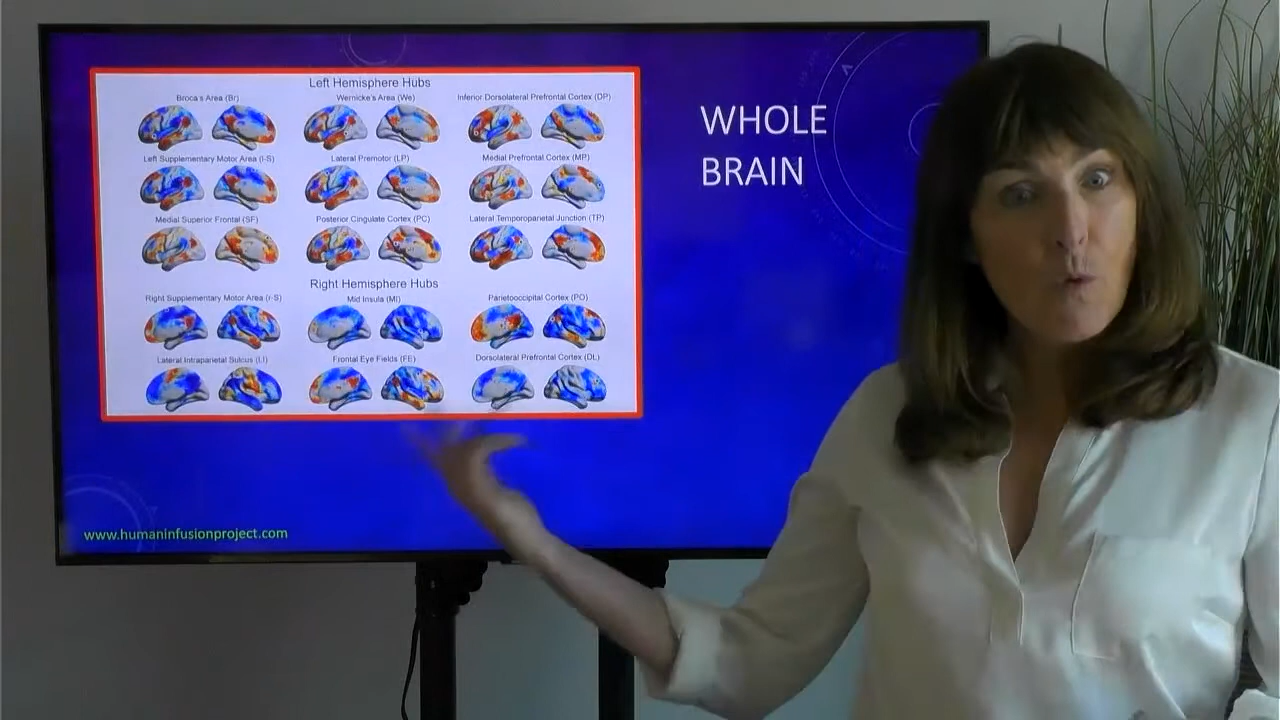 Left Hemisphere Hubs
Broca's Area (Br) Wernicke's Area (We) Inferior Dorsolateral Prefrontal Cortex (DP)
Left Supplementary Motor Area (l-S) Lateral Premotor (LP) Medial Prefrontal Cortex (MP)
Medial Superior Frontal (SF) Posterior Cingulate Cortex (PC) Lateral Temporoparietal Junction (TP)
Right Hemisphere Hubs
Right Supplementary Motor Area (r-S) Mid Insula (MI) Parietooccipital Cortex (PO)
Lateral Intraparietal Sulcus (LI) Frontal Eye Fields (FE) Dorsolateral Prefrontal Cortex (DL)
WHOLE
BRAIN
www.humaninfusionproject.com